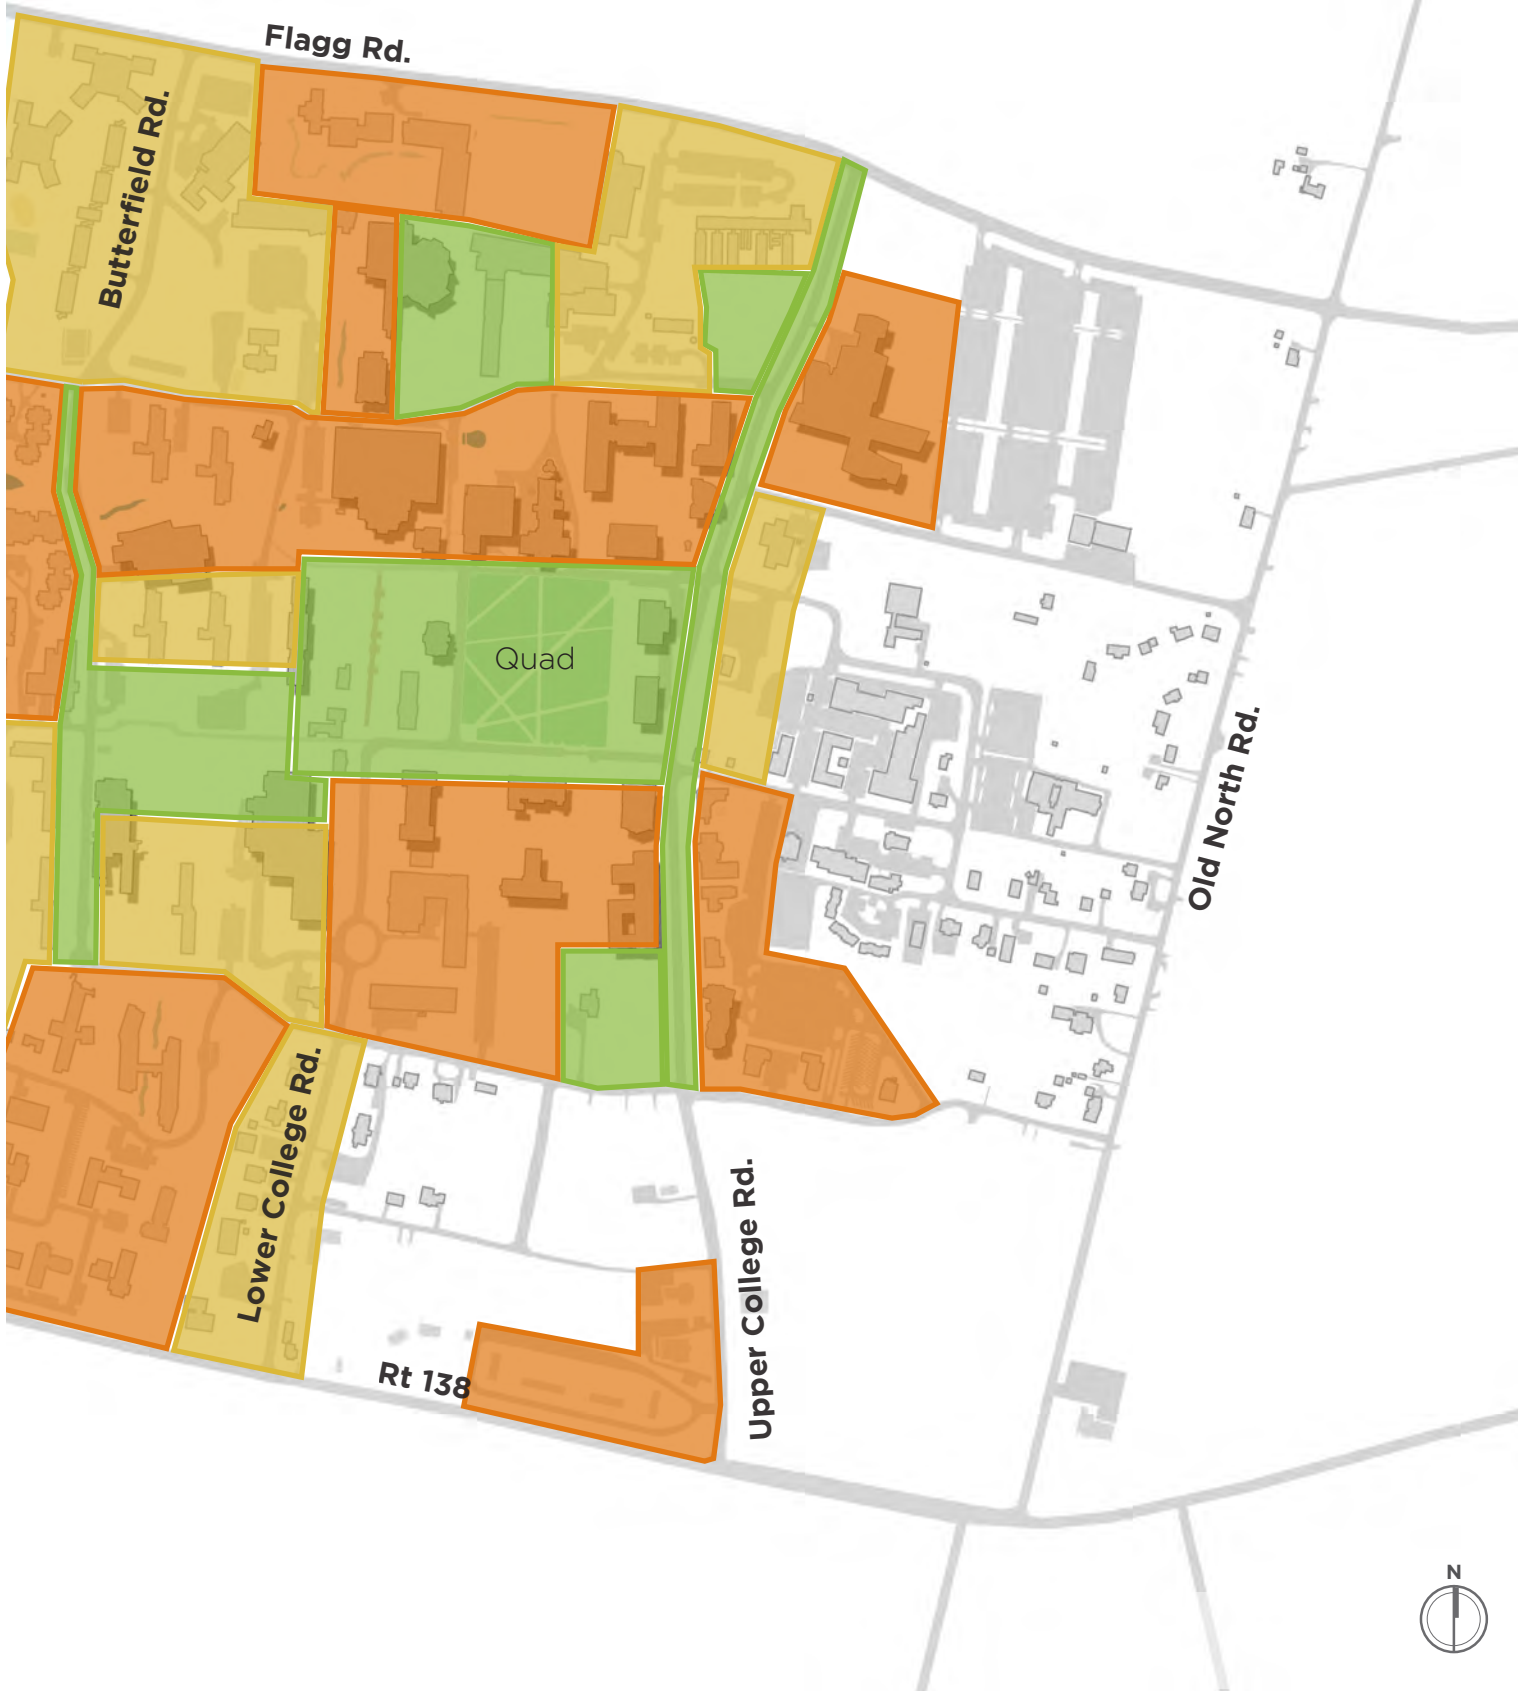 Flagg Rd.
Butterfield Rd.
Quad
Old North Rd.
Lower College Rd.
Upper College Rd.
Rt 138
N